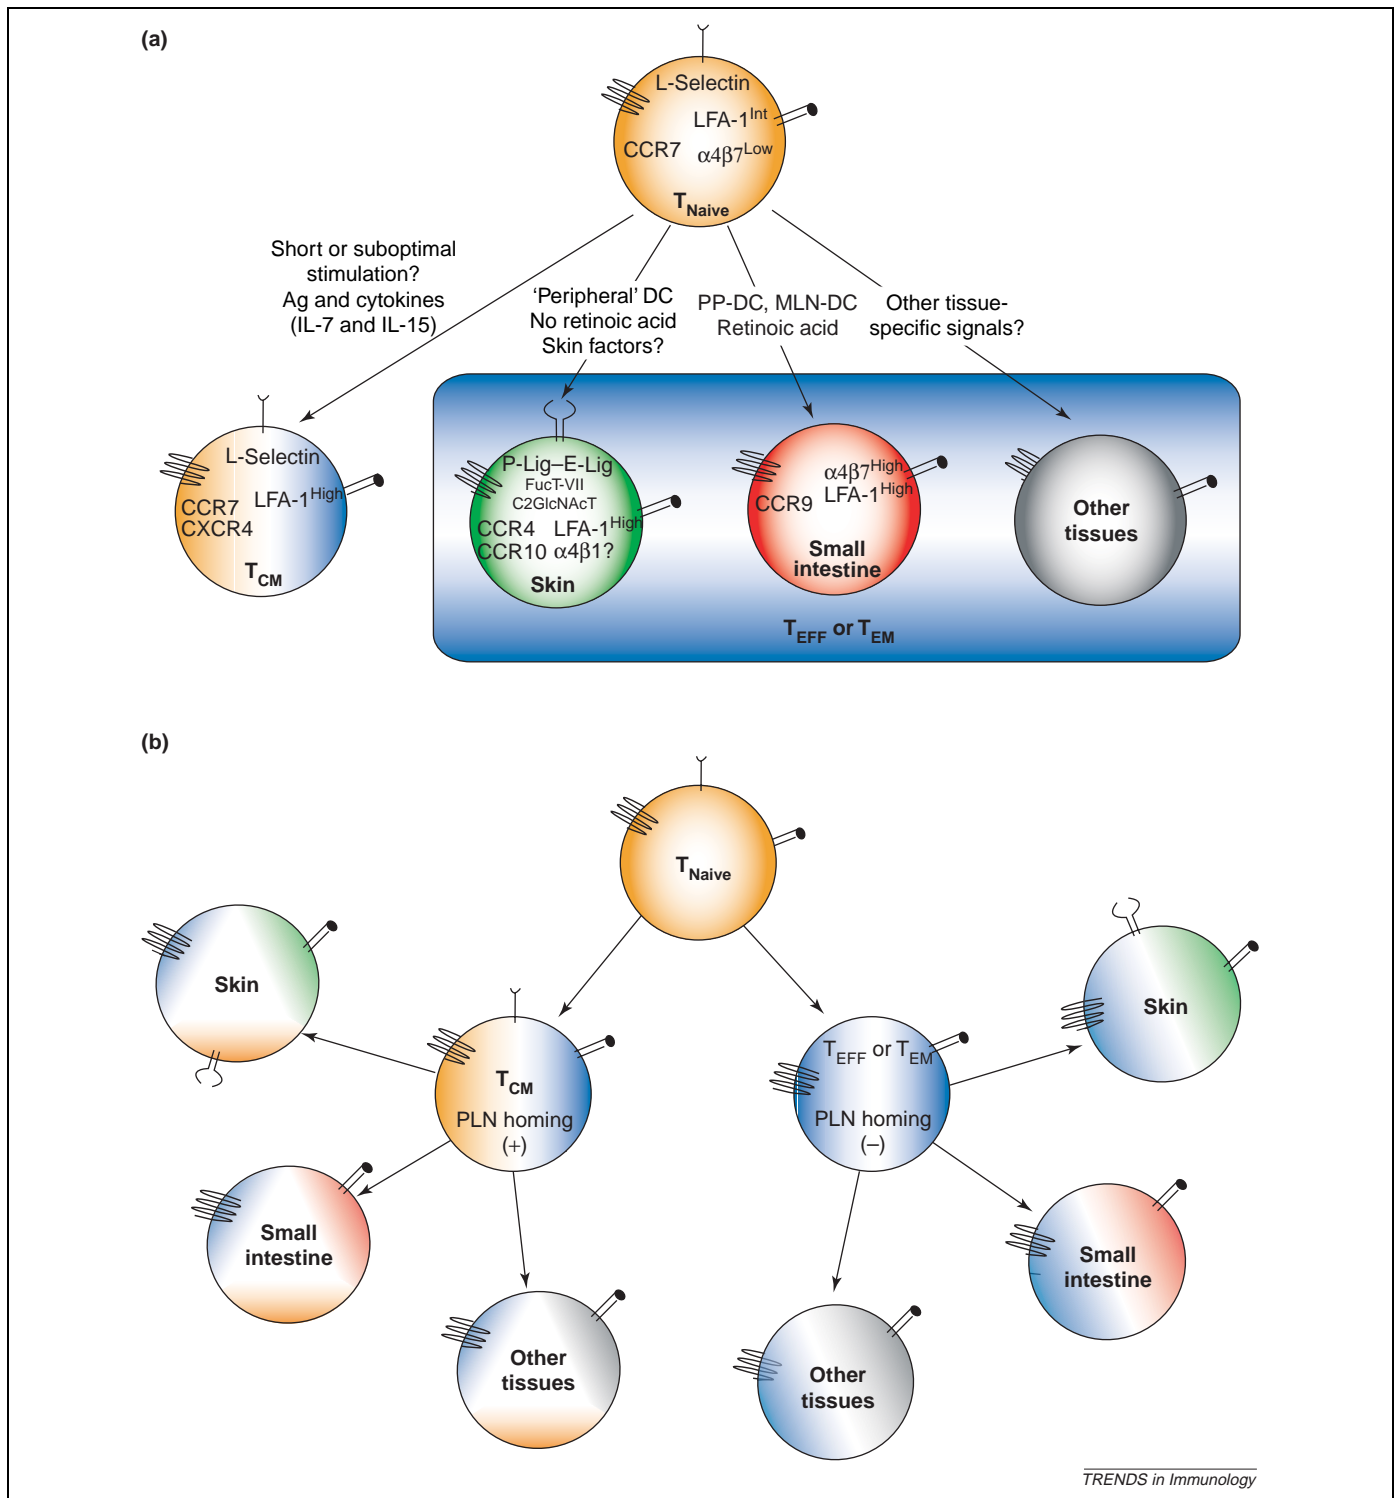 (a)
L-Selectin
LFA-1Int
CCR7 α4β7Low
TNaive
Short or suboptimal
stimulation?
Ag and cytokines
(IL-7 and IL-15)
'Peripheral' DC
No retinoic acid
Skin factors?
PP-DC, MLN-DC
Retinoic acid
Other tissue-
specific signals?
L-Selectin
LFA-1High
CCR7
CXCR4
TCM
P-Lig–E-Lig
FucT-VII
C2GlcNAcT
CCR4 LFA-1High
CCR10 α4β1?
Skin
α4β7High
LFA-1High
CCR9
Small
intestine
Other
tissues
TEFF or TEM
(b)
TNaive
Skin
TCM
PLN homing
(+)
TEFF or TEM
PLN homing
(–)
Skin
Small
intestine
Other
tissues
Other
tissues
Small
intestine
TRENDS in Immunology